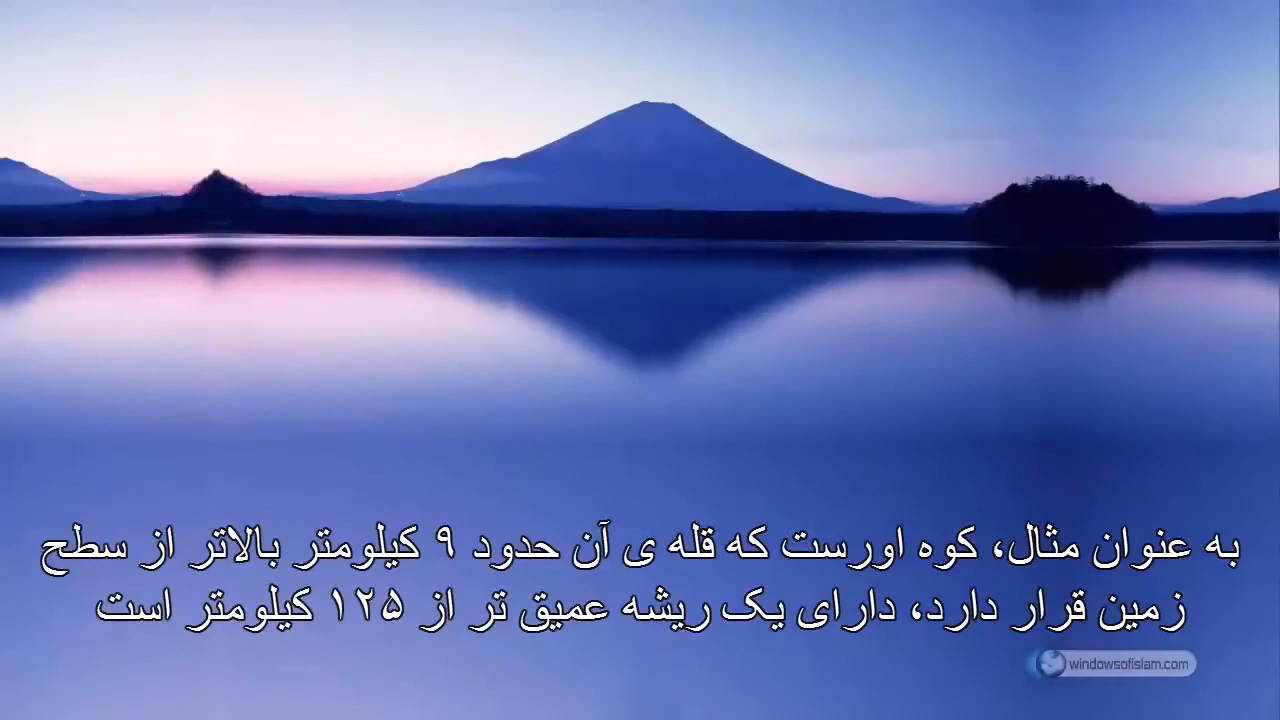 به عنوان مثال، کوه اورست که قله ی آن حدود ۹ کیلومتر بالاتر از سطح
زمین قرار دارد، دارای یک ریشه عمیق تر از ۱۲۵ کیلومتر است
windowsofislam.com